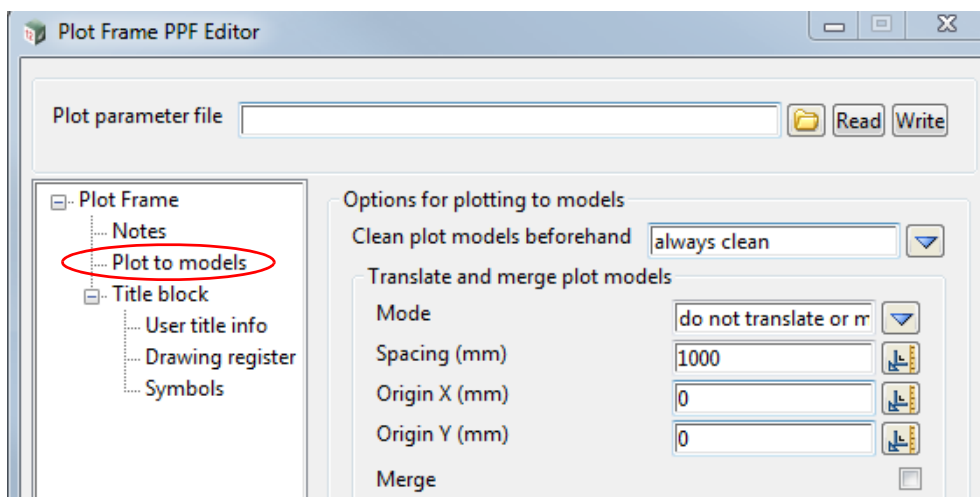 Plot Frame PPF Editor
Plot parameter file Read Write
Plot Frame
Notes
Plot to models
Title block
User title info
Drawing register
Symbols
Options for plotting to models
Clean plot models beforehand always clean
Translate and merge plot models
Mode do not translate or m
Spacing (mm) 1000
Origin X (mm) 0
Origin Y (mm) 0
Merge